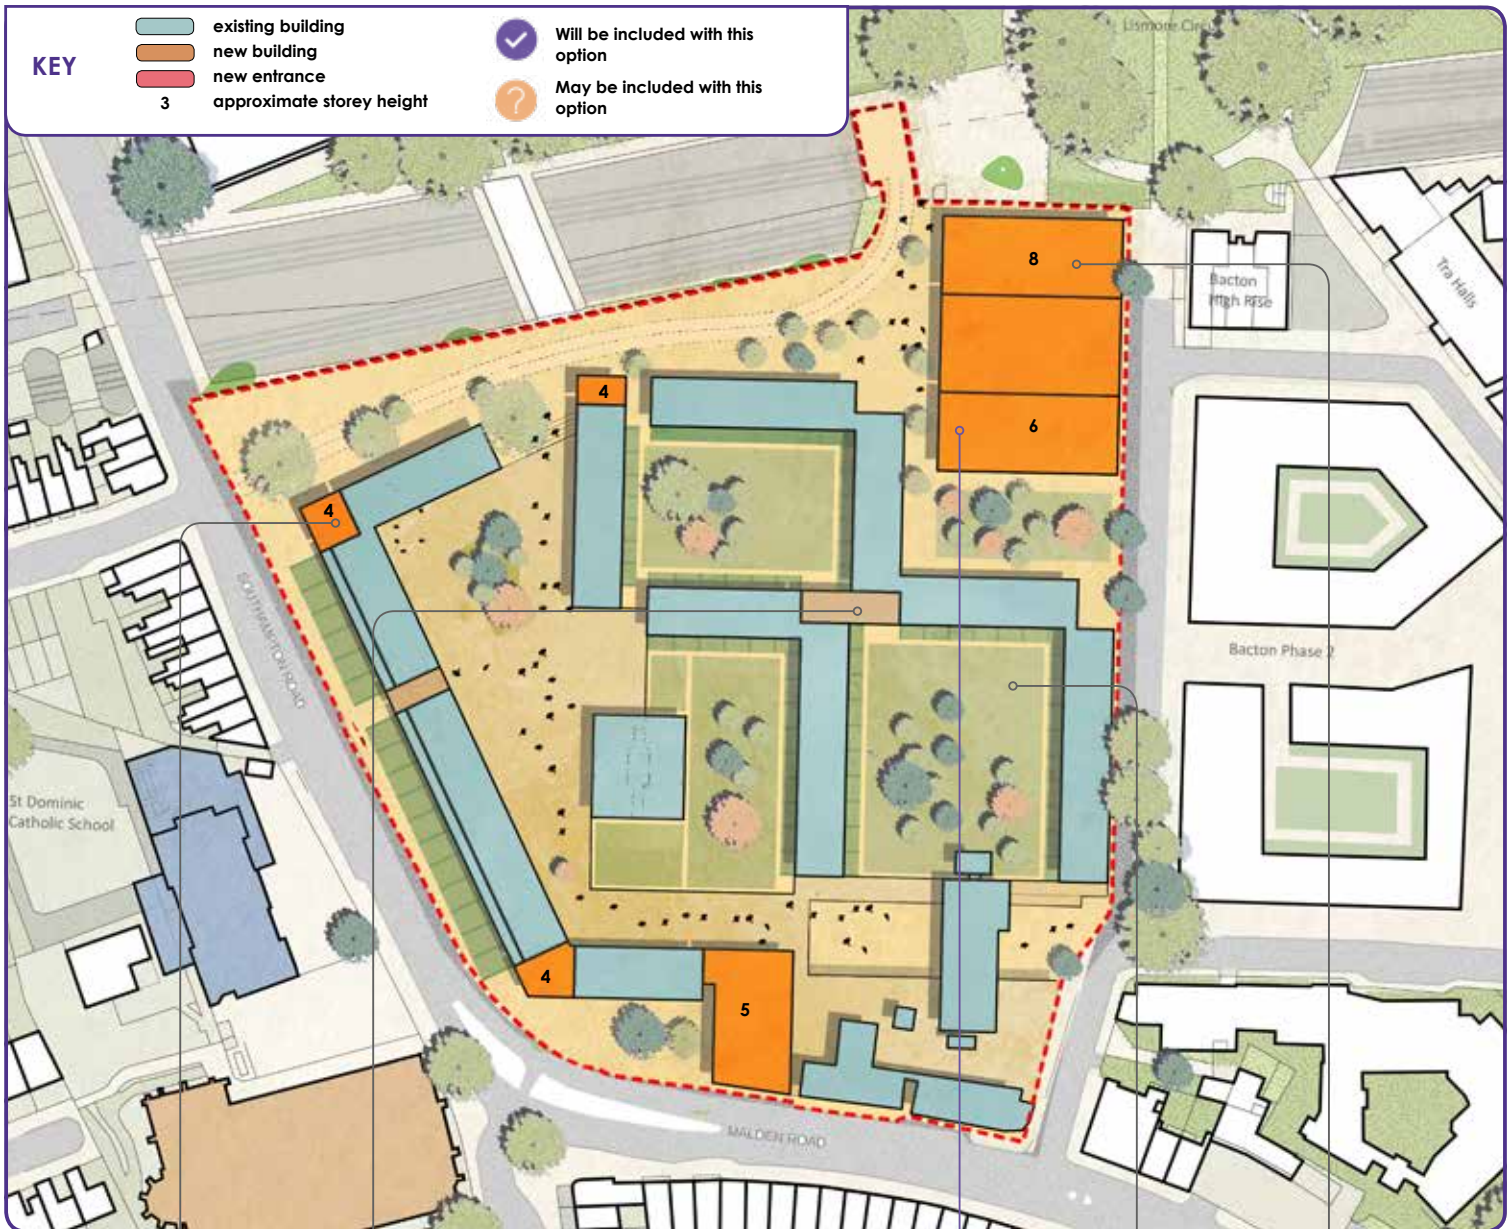 KEY
existing building
new building
new entrance
3 approximate storey height
Will be included with this
option
?
May be included with this
option
Lismore
8
Bacton
High Rise
Tra Halls
4
6
4
SOUTHAMPTON ROAD
Bacton Phase 2
St Dominic
Catholic School
4
5
MALDEN ROAD